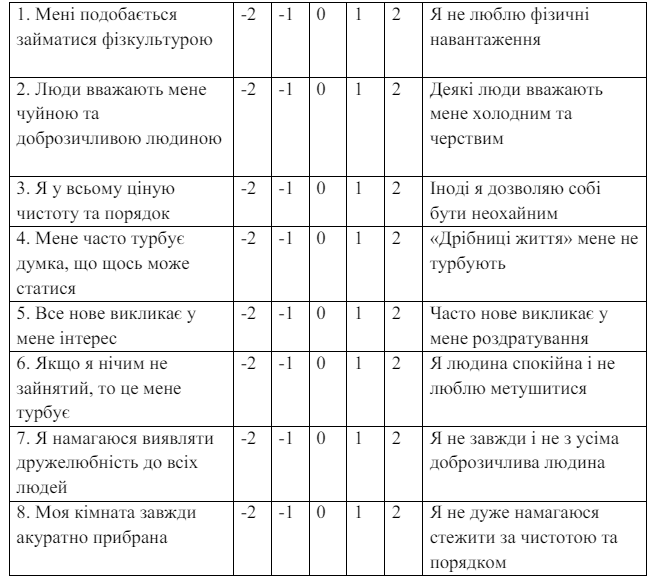 1. Мені подобається -2 -1 0 1 2 Я не люблю фізичні
займатися фізкультурою навантаження
2. Люди вважають мене -2 -1 0 1 2 Деякі люди вважають
чуйною та мене холодним та
доброзичливою людиною черствим
3. Я у всьому ціную -2 -1 0 1 2 Іноді я дозволяю собі
чистоту та порядок бути неохайним
4. Мене часто турбує -2 -1 0 1 2 «Дрібниці життя» мене не
думка, що щось може турбують
статися
5. Все нове викликає у -2 -1 0 1 2 Часто нове викликає у
мене інтерес мене роздратування
6. Якщо я нічим не -2 -1 0 1 2 Я людина спокійна і не
зайнятий, то це мене люблю метушитися
турбує
7. Я намагаюся виявляти -2 -1 0 1 2 Я не завжди і не з усіма
дружелюбність до всіх доброзичлива людина
людей
8. Моя кімната завжди -2 -1 0 1 2 Я не дуже намагаюся
акуратно прибрана стежити за чистотою та
порядком